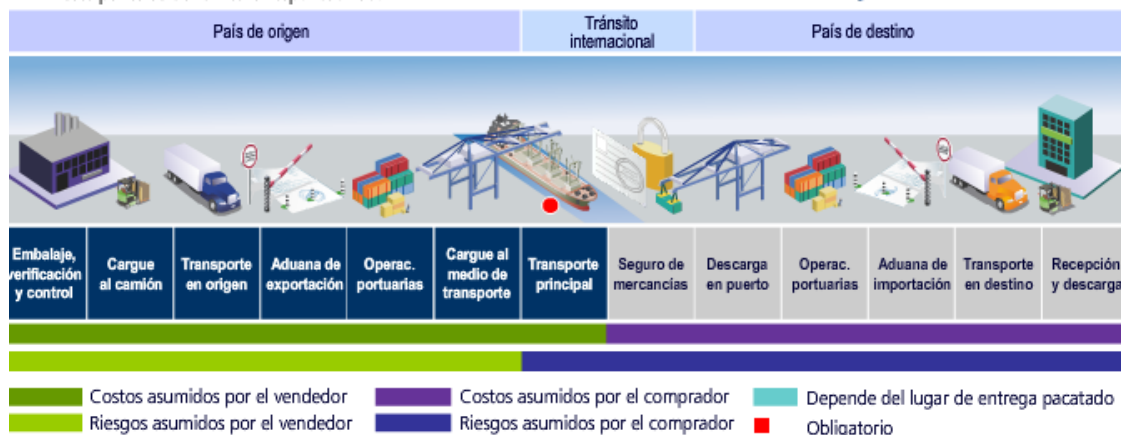 País de origen
Tránsito
internacional
País de destino
Embalaje,
verificación
y control
Cargue
al camión
Transporte
en origen
Aduana de
exportación
Operac.
portuarias
Cargue al
medio de
transporte
Transporte
principal
Seguro de
mercancías
Descarga
en puerto
Operac.
portuarias
Aduana de
importación
Transporte
en destino
Recepción
y descarga
Costos asumidos por el vendedor
Costos asumidos por el comprador
Depende del lugar de entrega pacatado
Riesgos asumidos por el vendedor
Riesgos asumidos por el comprador
Obligatorio